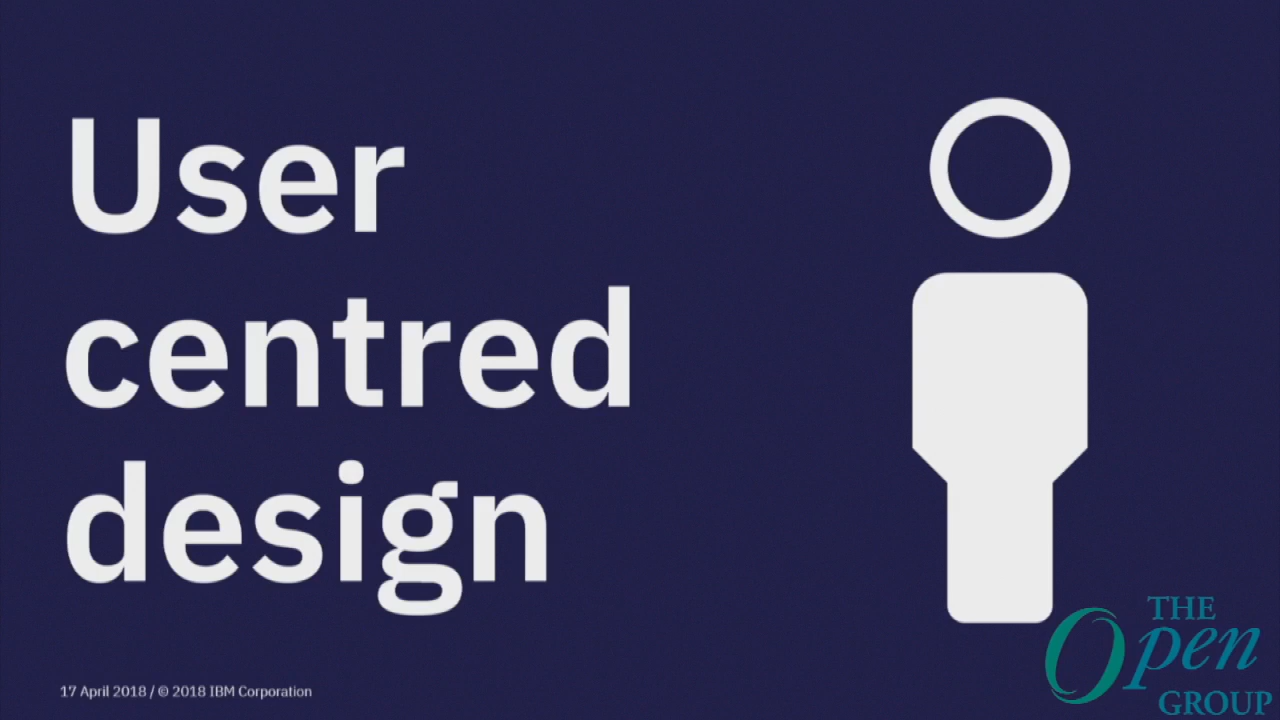 User
centred
design
17 April 2018 / © 2018 IBM Corporation
THE
Open
GROUP